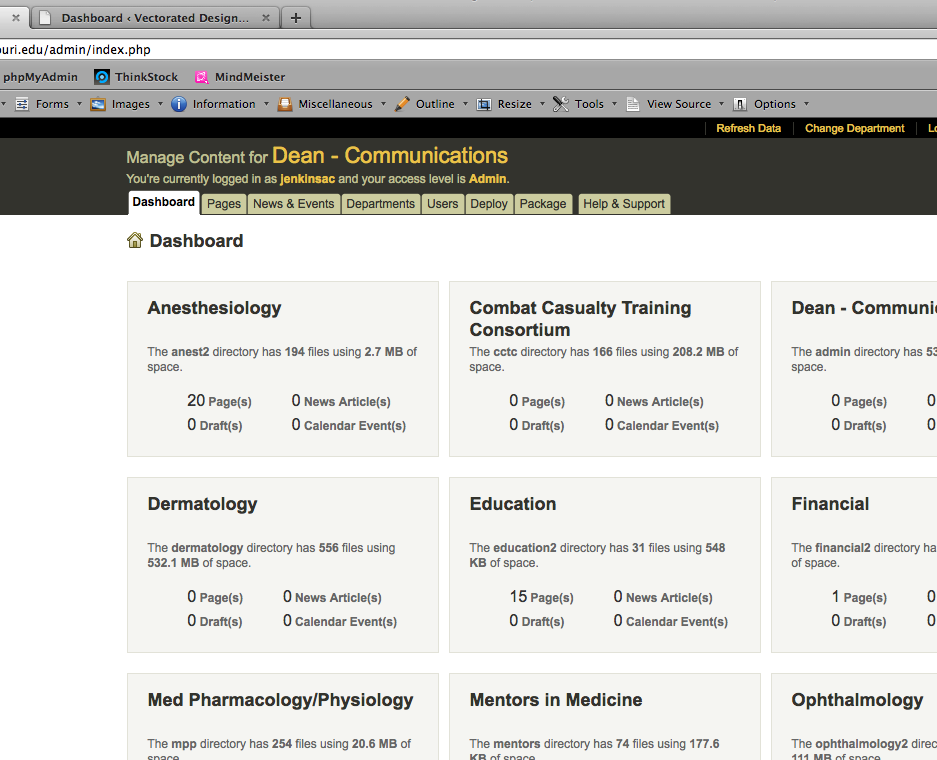 Dashboard ‹ Vectorated Design...
uri.edu/admin/index.php
phpMyAdmin ThinkStock MindMeister
Forms Images Information Miscellaneous Outline Resize Tools View Source Options
Refresh Data Change Department Lo
Manage Content for Dean - Communications
You're currently logged in as jenkinsac and your access level is Admin.
Dashboard Pages News & Events Departments Users Deploy Package Help & Support
Dashboard
Anesthesiology
The anest2 directory has 194 files using 2.7 MB of
space.
20 Page(s) 0 News Article(s)
0 Draft(s) 0 Calendar Event(s)
Combat Casualty Training
Consortium
The cctc directory has 166 files using 208.2 MB of
space.
0 Page(s) 0 News Article(s)
0 Draft(s) 0 Calendar Event(s)
Dean - Communi
The admin directory has 53
space.
0 Page(s) 0
0 Draft(s) 0
Dermatology
The dermatology directory has 556 files using
532.1 MB of space.
0 Page(s) 0 News Article(s)
0 Draft(s) 0 Calendar Event(s)
Education
The education2 directory has 31 files using 548
KB of space.
15 Page(s) 0 News Article(s)
0 Draft(s) 0 Calendar Event(s)
Financial
The financial2 directory ha
of space.
1 Page(s) 0
0 Draft(s) 0
Med Pharmacology/Physiology
The mpp directory has 254 files using 20.6 MB of
space.
Mentors in Medicine
The mentors directory has 74 files using 177.6
KB of space.
Ophthalmology
The ophthalmology2 direc
111 MB of space.